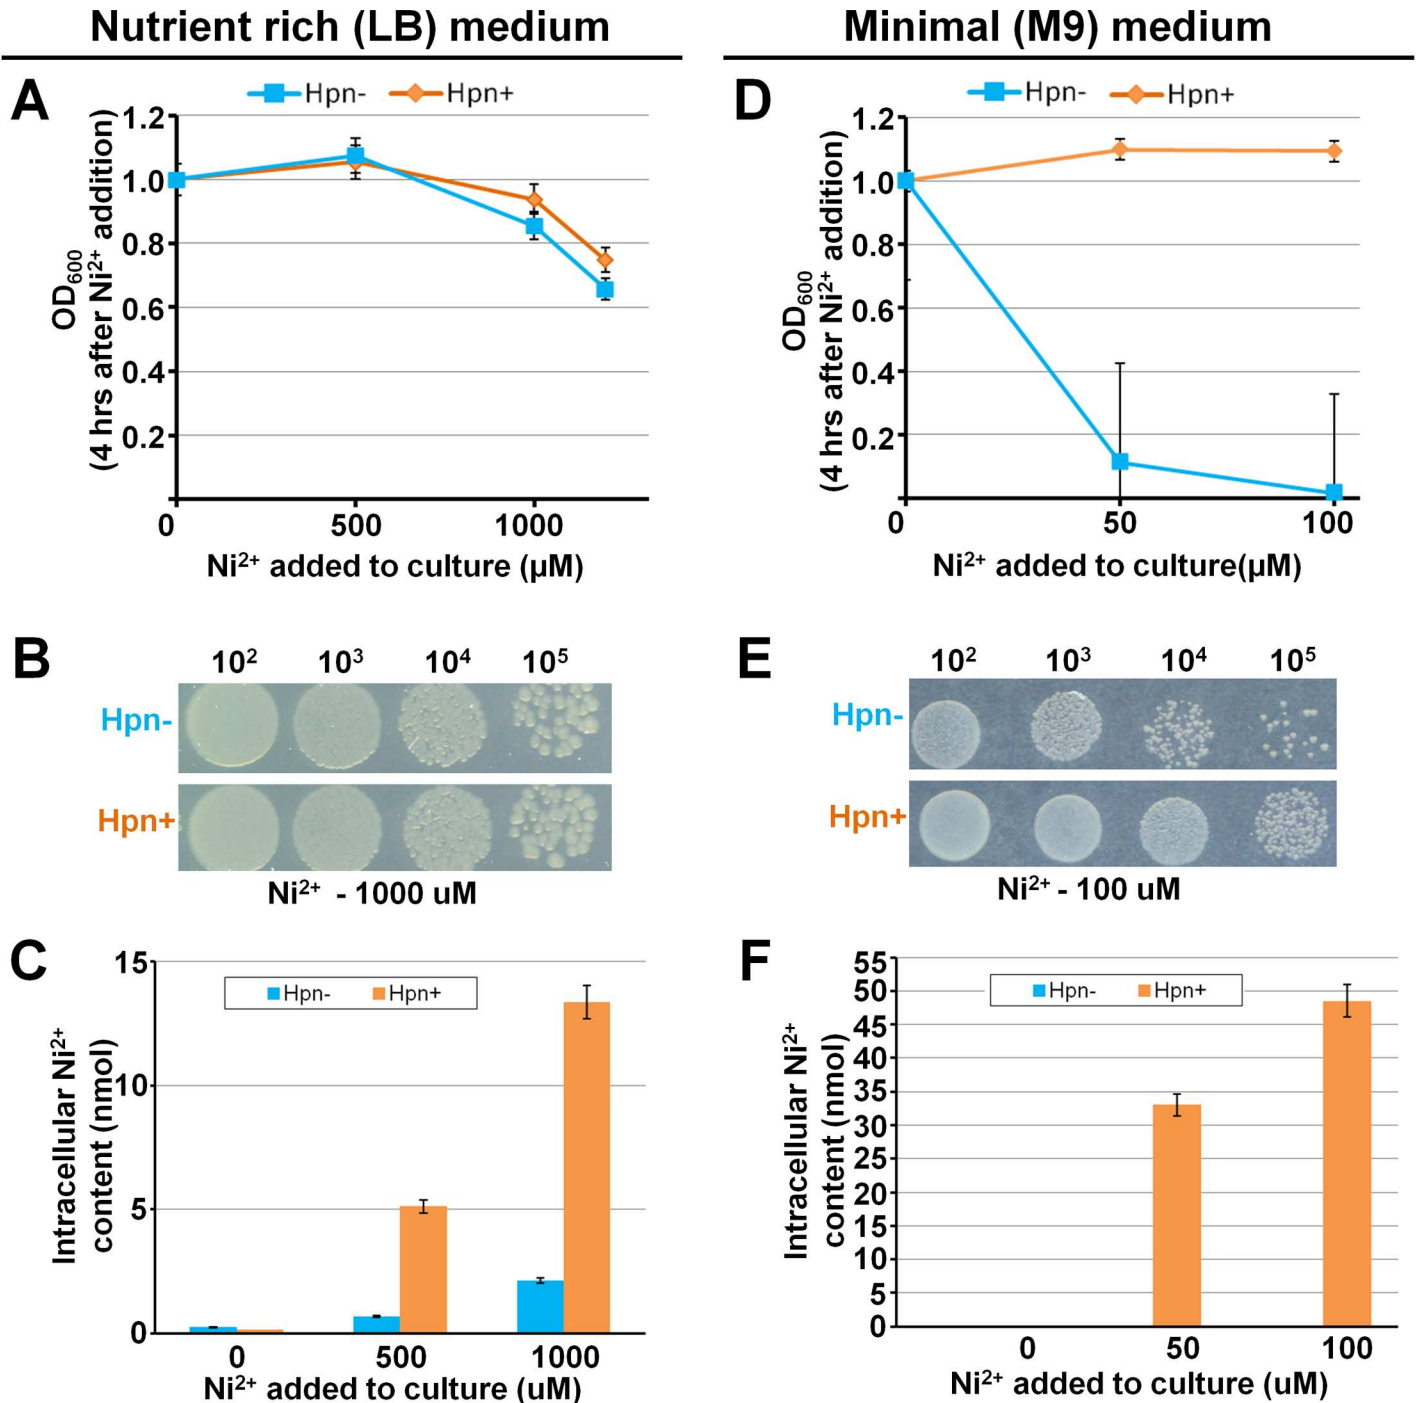 Nutrient rich (LB) medium
A
Hpn- Hpn+
OD600
(4 hrs after Ni2+ addition)
1.2
1.0
0.8
0.6
0.4
0.2
0 500 1000
Ni2+ added to culture (µM)
B
10² 10³ 10⁴ 10⁵
Hpn-
Hpn+
Ni2+ - 1000 uM
C
Hpn- Hpn+
Intracellular Ni2+
content (nmol)
15
10
5
0
0 500 1000
Ni2+ added to culture (uM)
Minimal (M9) medium
D
Hpn- Hpn+
OD600
(4 hrs after Ni2+ addition)
1.2
1.0
0.8
0.6
0.4
0.2
0 50 100
Ni2+ added to culture(µM)
E
10² 10³ 10⁴ 10⁵
Hpn-
Hpn+
Ni2+ - 100 uM
F
Hpn- Hpn+
Intracellular Ni2+
content (nmol)
55
50
45
40
35
30
25
20
15
10
5
0
0 50 100
Ni2+ added to culture (uM)